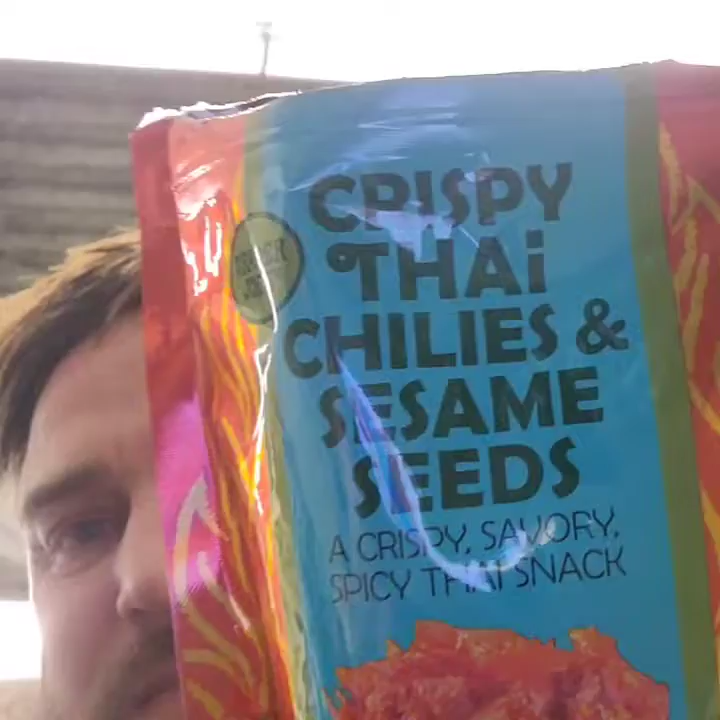 CRISPY
THAi
CHILIES &
SESAME
SEEDS
A CRISPY, SAVORY,
SPICY THAI SNACK